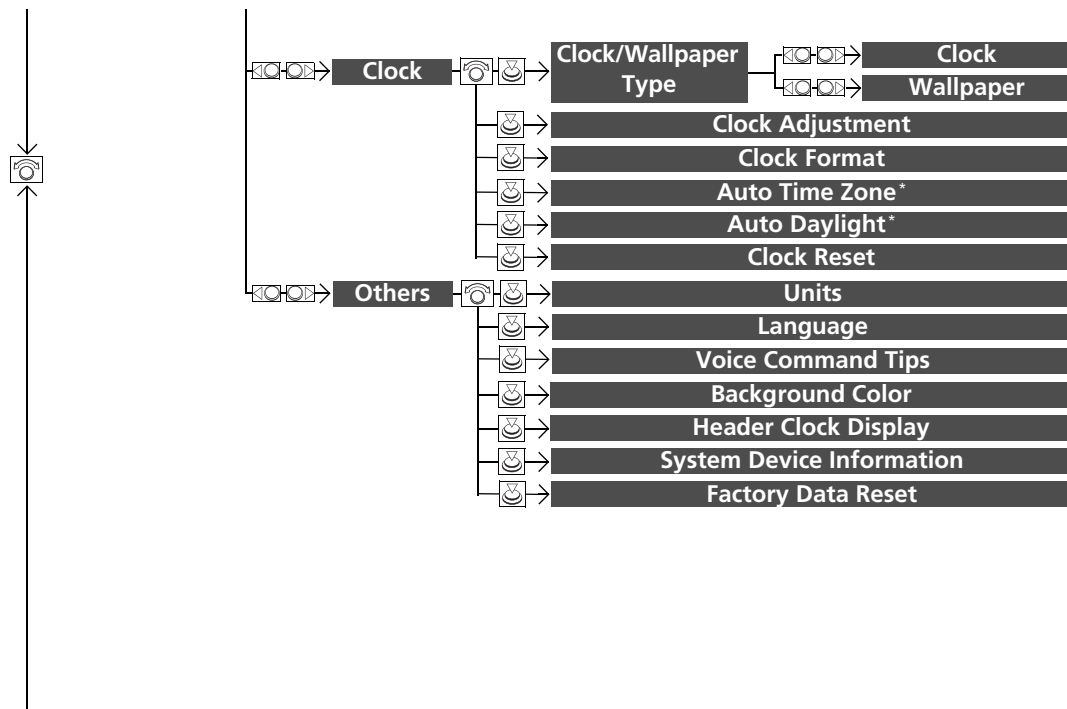 Clock
Clock/Wallpaper
Type
Clock
Wallpaper
Clock Adjustment
Clock Format
Auto Time Zone*
Auto Daylight*
Clock Reset
Others
Units
Language
Voice Command Tips
Background Color
Header Clock Display
System Device Information
Factory Data Reset